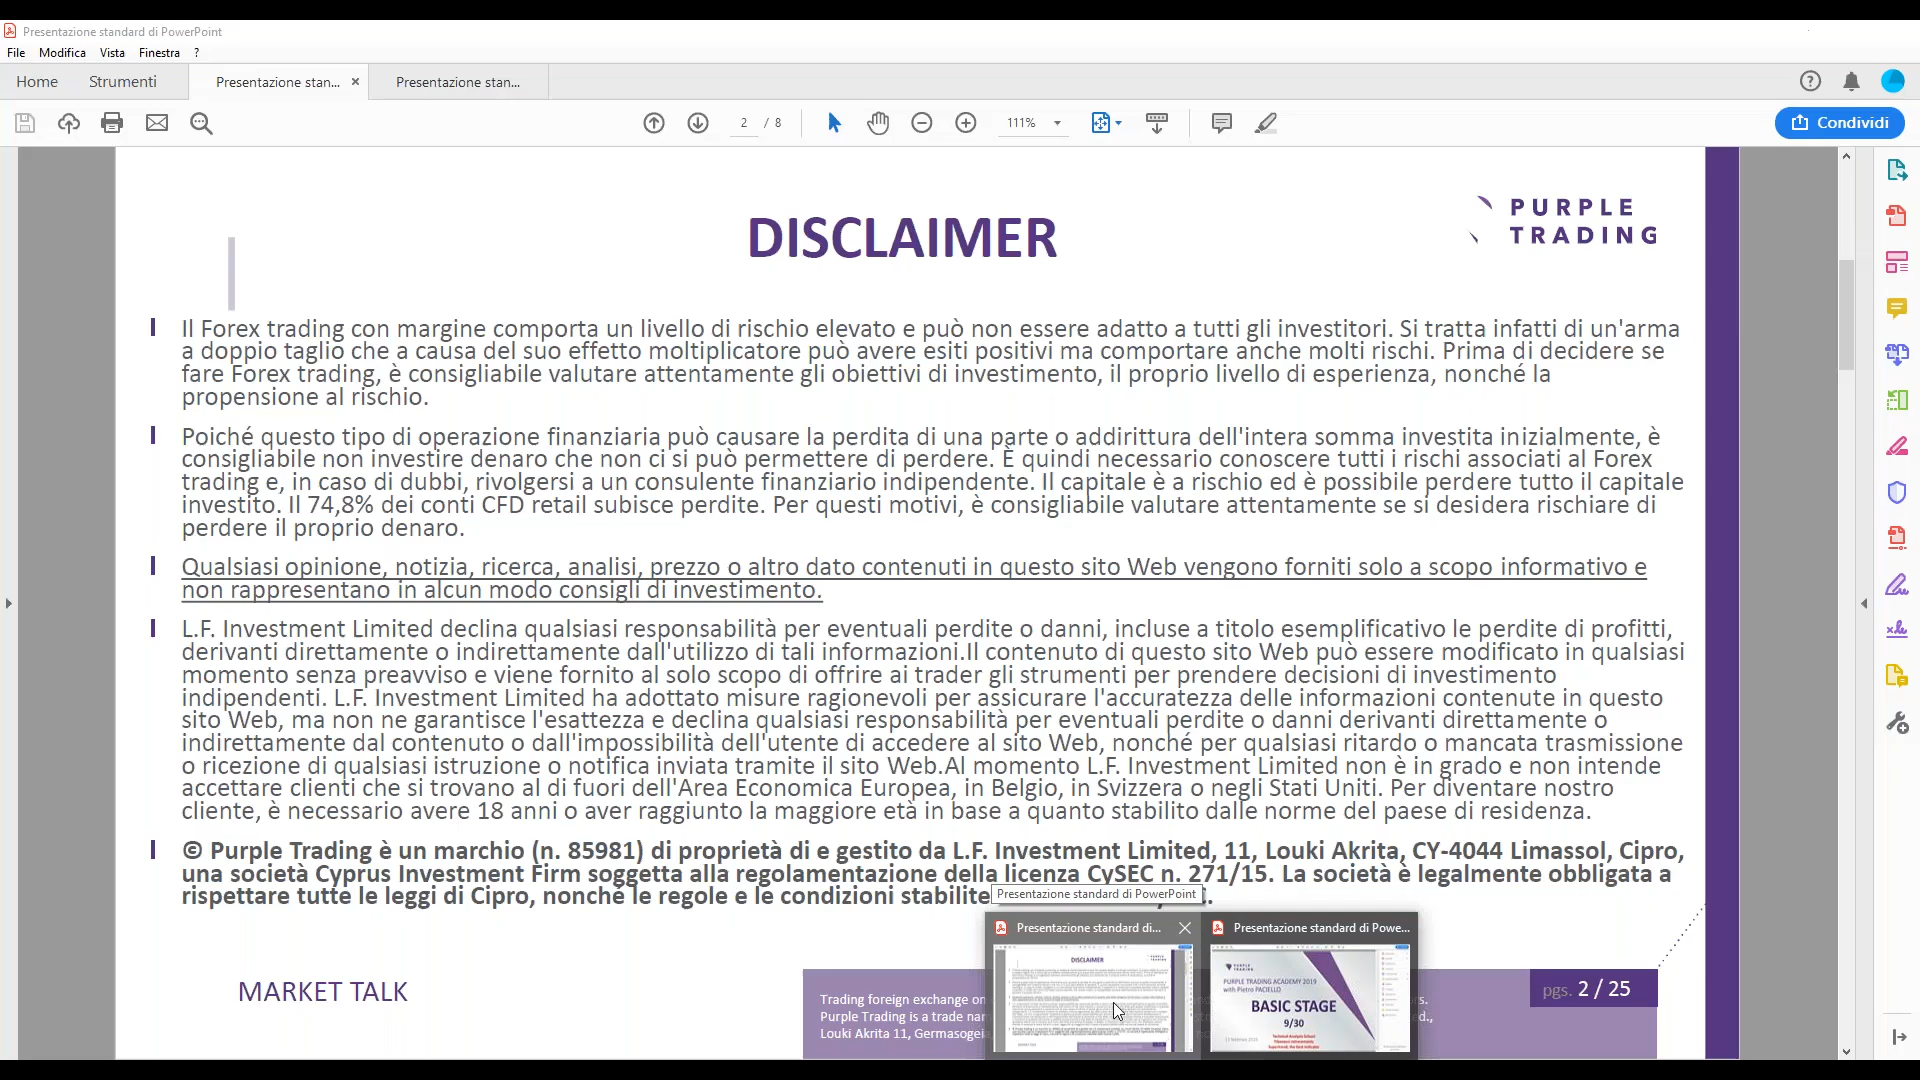 Presentazione standard di PowerPoint
File Modifica Vista Finestra ?
Home Strumenti Presentazione stan... × Presentazione stan...
2 / 8 111% Condividi
DISCLAIMER
PURPLE
TRADING
Il Forex trading con margine comporta un livello di rischio elevato e può non essere adatto a tutti gli investitori. Si tratta infatti di un'arma
a doppio taglio che a causa del suo effetto moltiplicatore può avere esiti positivi ma comportare anche molti rischi. Prima di decidere se
fare Forex trading, è consigliabile valutare attentamente gli obiettivi di investimento, il proprio livello di esperienza, nonché la
propensione al rischio.
Poiché questo tipo di operazione finanziaria può causare la perdita di una parte o addirittura dell'intera somma investita inizialmente, è
consigliabile non investire denaro che non ci si può permettere di perdere. È quindi necessario conoscere tutti i rischi associati al Forex
trading e, in caso di dubbi, rivolgersi a un consulente finanziario indipendente. Il capitale è a rischio ed è possibile perdere tutto il capitale
investito. Il 74,8% dei conti CFD retail subisce perdite. Per questi motivi, è consigliabile valutare attentamente se si desidera rischiare di
perdere il proprio denaro.
Qualsiasi opinione, notizia, ricerca, analisi, prezzo o altro dato contenuti in questo sito Web vengono forniti solo a scopo informativo e
non rappresentano in alcun modo consigli di investimento.
L.F. Investment Limited declina qualsiasi responsabilità per eventuali perdite o danni, incluse a titolo esemplificativo le perdite di profitti,
derivanti direttamente o indirettamente dall'utilizzo di tali informazioni.Il contenuto di questo sito Web può essere modificato in qualsiasi
momento senza preavviso e viene fornito al solo scopo di offrire ai trader gli strumenti per prendere decisioni di investimento
indipendenti. L.F. Investment Limited ha adottato misure ragionevoli per assicurare l'accuratezza delle informazioni contenute in questo
sito Web, ma non ne garantisce l'esattezza e declina qualsiasi responsabilità per eventuali perdite o danni derivanti direttamente o
indirettamente dal contenuto o dall'impossibilità dell'utente di accedere al sito Web, nonché per qualsiasi ritardo o mancata trasmissione
o ricezione di qualsiasi istruzione o notifica inviata tramite il sito Web.Al momento L.F. Investment Limited non è in grado e non intende
accettare clienti che si trovano al di fuori dell'Area Economica Europea, in Belgio, in Svizzera o negli Stati Uniti. Per diventare nostro
cliente, è necessario avere 18 anni o aver raggiunto la maggiore età in base a quanto stabilito dalle norme del paese di residenza.
© Purple Trading è un marchio (n. 85981) di proprietà di e gestito da L.F. Investment Limited, 11, Louki Akrita, CY-4044 Limassol, Cipro,
una società Cyprus Investment Firm soggetta alla regolamentazione della licenza CySEC n. 271/15. La società è legalmente obbligata a
rispettare tutte le leggi di Cipro, nonché le regole e le condizioni stabilite
Presentazione standard di PowerPoint
Presentazione standard di... Presentazione standard di Powe...
DISCLAIMER
PURPLE
TRADING
PURPLE TRADING ACADEMY 2019
with Pietro PACIELLO
BASIC STAGE
9/30
MARKET TALK
Trading foreign exchange on
Purple Trading is a trade
Louki Akrita 11,
pgs. 2 / 25